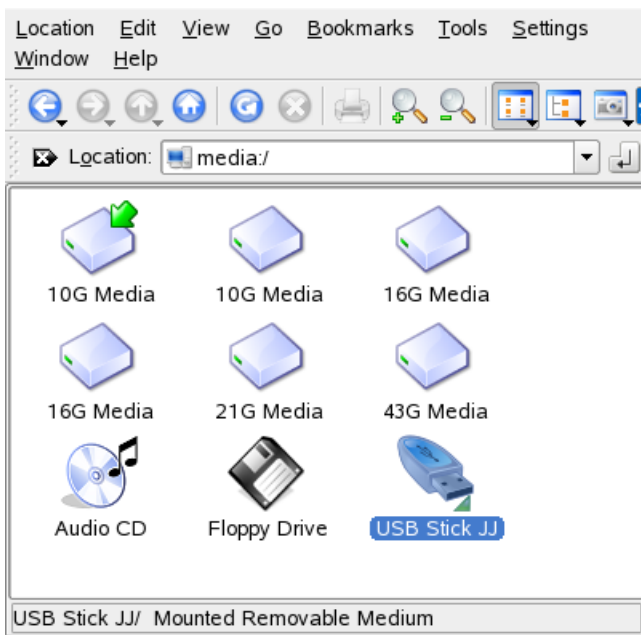 Location Edit View Go Bookmarks Tools Settings
Window Help
Location: media:/
10G Media 10G Media 16G Media
16G Media 21G Media 43G Media
Audio CD Floppy Drive USB Stick JJ
USB Stick JJ/ Mounted Removable Medium